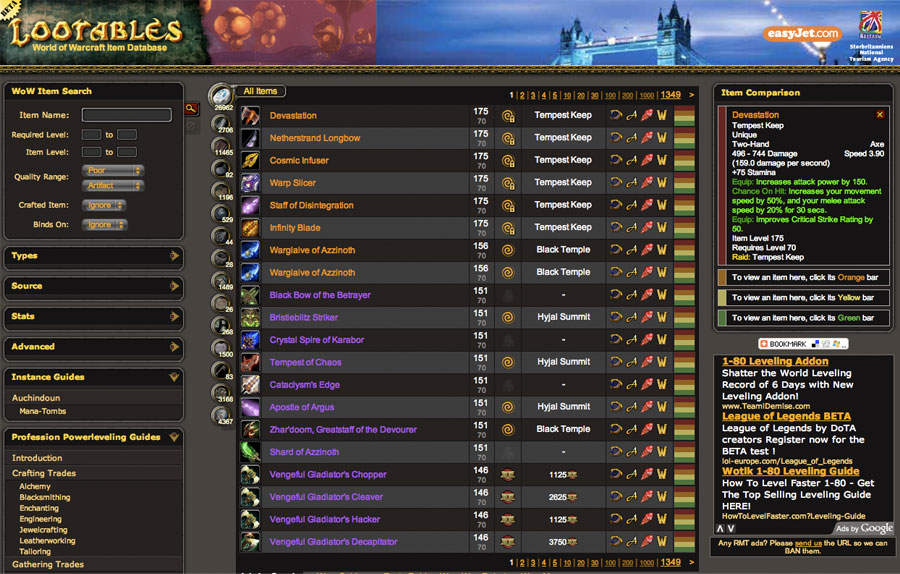 BETA
LOOTABLES
World of Warcraft Item Database
easyJet.com
BRITAIN
Storbritanniens
National
Tourism Agency
WoW Item Search
Item Name:
Required Level: to
Item Level: to
Quality Range: Poor
Artifact
Crafted Item: Ignore
Binds On: Ignore
Types
Source
Stats
Advanced
Instance Guides
Auchindoun
Mana-Tombs
Profession Powerleveling Guides
Introduction
Crafting Trades
Alchemy
Blacksmithing
Enchanting
Engineering
Jewelcrafting
Leatherworking
Tailoring
Gathering Trades
26962
2706
11465
92
1196
529
44
28
1489
26
268
1500
83
3168
4367
All Items
1 2 3 4 5 10 20 30 100 200 1000 1349 >
Devastation 175 70 Tempest Keep A W
Netherstrand Longbow 175 70 Tempest Keep A W
Cosmic Infuser 175 70 Tempest Keep A W
Warp Slicer 175 70 Tempest Keep A W
Staff of Disintegration 175 70 Tempest Keep A W
Infinity Blade 175 70 Tempest Keep A W
Warglaive of Azzinoth 156 70 Black Temple A W
Warglaive of Azzinoth 156 70 Black Temple A W
Black Bow of the Betrayer 151 70 - A W
Bristleblitz Striker 151 70 Hyjal Summit A W
Crystal Spire of Karabor 151 70 - A W
Tempest of Chaos 151 70 Hyjal Summit A W
Cataclysm's Edge 151 70 - A W
Apostle of Argus 151 70 Hyjal Summit A W
Zhar'doom, Greatstaff of the Devourer 151 70 Black Temple A W
Shard of Azzinoth 151 70 - A W
Vengeful Gladiator's Chopper 146 70 1125 A W
Vengeful Gladiator's Cleaver 146 70 2625 A W
Vengeful Gladiator's Hacker 146 70 1125 A W
Vengeful Gladiator's Decapitator 146 70 3750 A W
1 2 3 4 5 10 20 30 100 200 1000 1349 >
Item Comparison
Devastation
Tempest Keep
Unique
Two-Hand Axe
496 - 744 Damage Speed 3.90
(159.0 damage per second)
+75 Stamina
Equip: Increases attack power by 150.
Chance On Hit: Increases your movement
speed by 50%, and your melee attack
speed by 20% for 30 secs.
Equip: Improves Critical Strike Rating by
50.
Item Level 175
Requires Level 70
Raid: Tempest Keep
To view an item here, click its Orange bar
To view an item here, click its Yellow bar
To view an item here, click its Green bar
BOOKMARK
1-80 Leveling Addon
Shatter the World Leveling
Record of 6 Days with New
Leveling Addon!
www.TeamiDemise.com
League of Legends BETA
League of Legends by DoTA
creators Register now for the
BETA test !
lol-europe.com/League_of_Legends
Wotlk 1-80 Leveling Guide
How To Level Faster 1-80 - Get
The Top Selling Leveling Guide
HERE!
HowToLevelFaster.com?Leveling-Guide
Ads by Google
Any RMT ads? Please send us the URL so we can
BAN them.